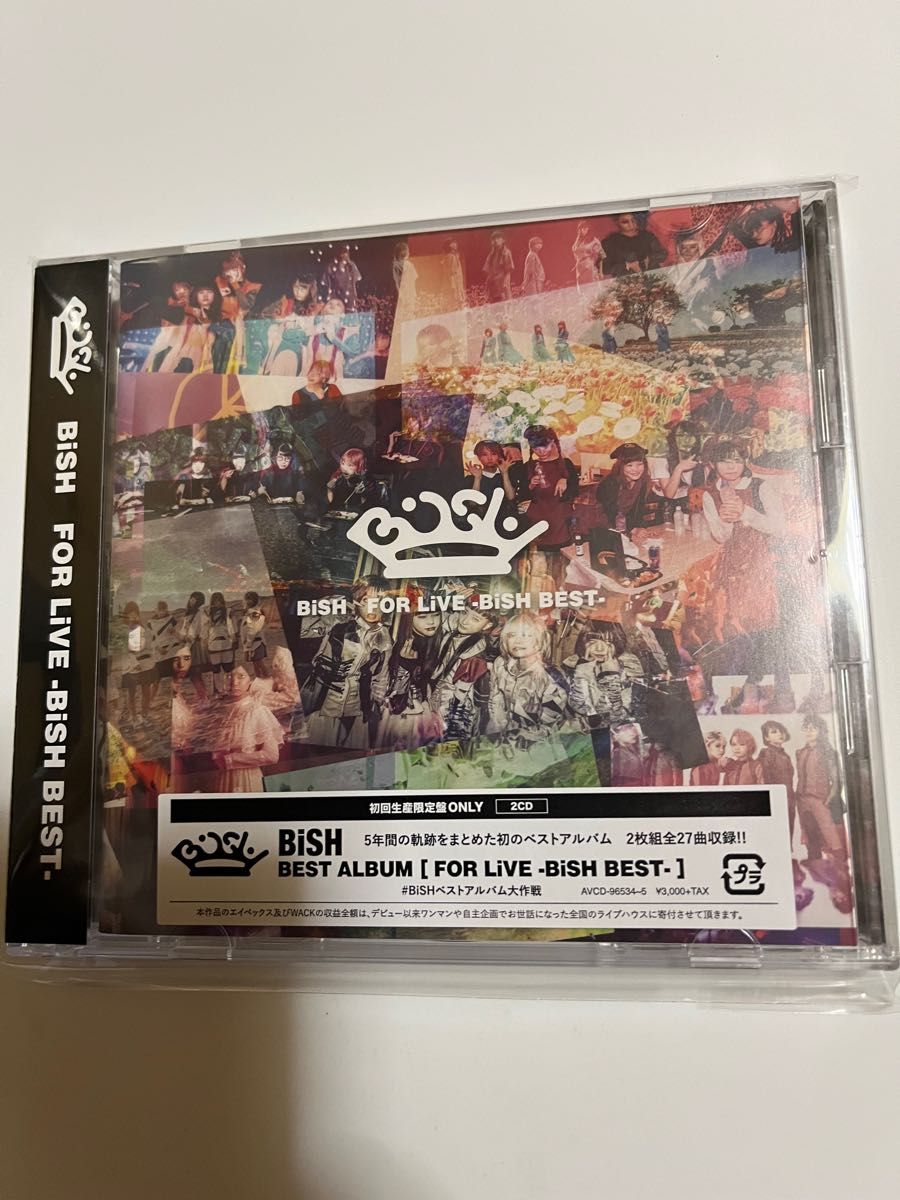 BiSH
BiSH FOR LiVE -BiSH BEST-
BiSH
BiSH FOR LiVE -BiSH BEST-
初回生産限定盤ONLY 2CD
BiSH
BiSH 5年間の軌跡をまとめた初のベストアルバム 2枚組全27曲収録!!
BEST ALBUM [ FOR LiVE -BiSH BEST- ]
#BiSHベストアルバム大作戦 AVCD-96534~5 ¥3,000+TAX
プラ
本作品のエイベックス及びWACKの収益全額は、デビュー以来ワンマンや自主企画でお世話になった全国のライブハウスに寄付させて頂きます。